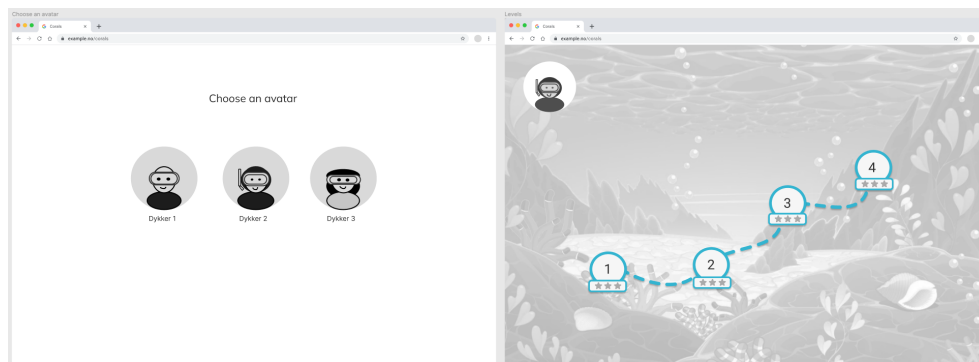 Choose an avatar
Corals
example.no/corals
Choose an avatar
Dykker 1
Dykker 2
Dykker 3
Levels
Corals
example.no/corals
1
2
3
4